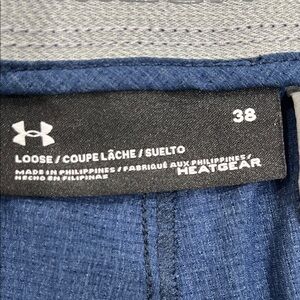 38
LOOSE / COUPE LÂCHE / SUELTO
MADE IN PHILIPPINES / FABRIQUÉ AUX PHILIPPINES /
HECHO EN FILIPINAS
HEATGEAR